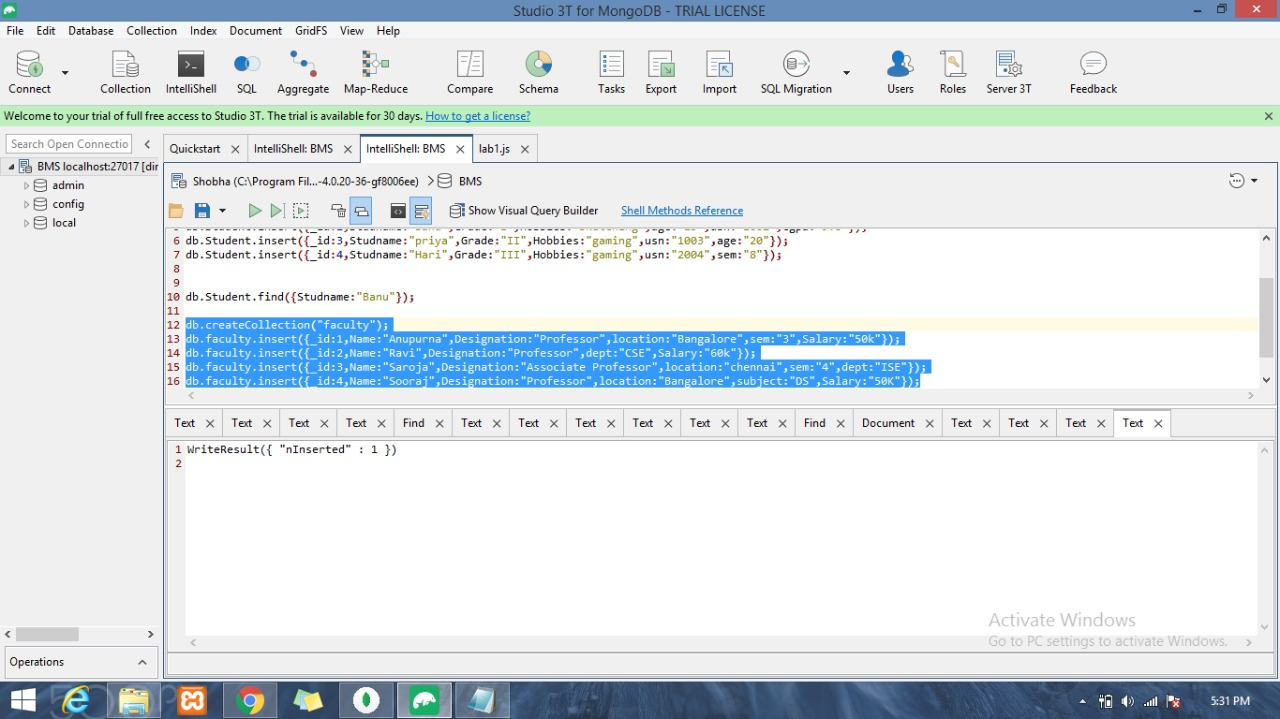 Studio 3T for MongoDB - TRIAL LICENSE
File Edit Database Collection Index Document GridFS View Help
Connect Collection IntelliShell SQL Aggregate Map-Reduce Compare Schema Tasks Export Import SQL Migration Users Roles Server 3T Feedback
Welcome to your trial of full free access to Studio 3T. The trial is available for 30 days. How to get a license?
Search Open Connectio
Quickstart IntelliShell: BMS IntelliShell: BMS lab1.js
BMS localhost:27017 [dir
admin
config
local
Shobha (C:\Program Fil...-4.0.20-36-gf8006ee) BMS
Show Visual Query Builder Shell Methods Reference
6 db.Student.insert({_id:3,Studname:"priya",Grade:"II",Hobbies:"gaming",usn:"1003",age:"20"});
7 db.Student.insert({_id:4,Studname:"Hari",Grade:"III",Hobbies:"gaming",usn:"2004",sem:"8"});
8
9
10 db.Student.find({Studname:"Banu"});
11
12 db.createCollection("faculty");
13 db.faculty.insert({_id:1,Name:"Anupurna",Designation:"Professor",location:"Bangalore",sem:"3",Salary:"50k"});
14 db.faculty.insert({_id:2,Name:"Ravi",Designation:"Professor",dept:"CSE",Salary:"60k"});
15 db.faculty.insert({_id:3,Name:"Saroja",Designation:"Associate Professor",location:"chennai",sem:"4",dept:"ISE"});
16 db.faculty.insert({_id:4,Name:"Sooraj",Designation:"Professor",location:"Bangalore",subject:"DS",Salary:"50K"});
Text Text Text Text Find Text Text Text Text Text Text Find Document Text Text Text Text
1 WriteResult({ "nInserted" : 1 })
2
Activate Windows
Go to PC settings to activate Windows.
Operations
5:31 PM